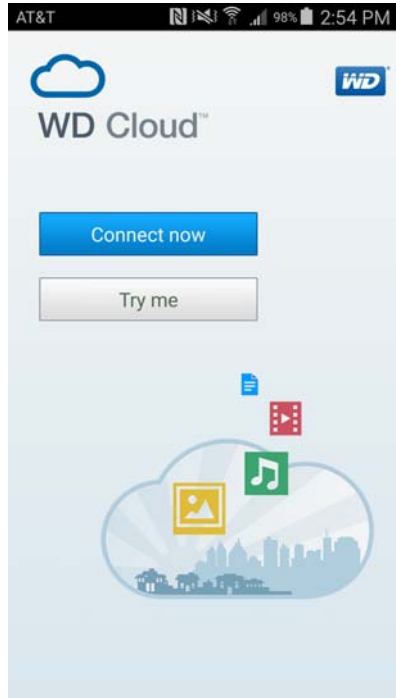 AT&T 98% 2:54 PM
WD
WD Cloud™
Connect now
Try me